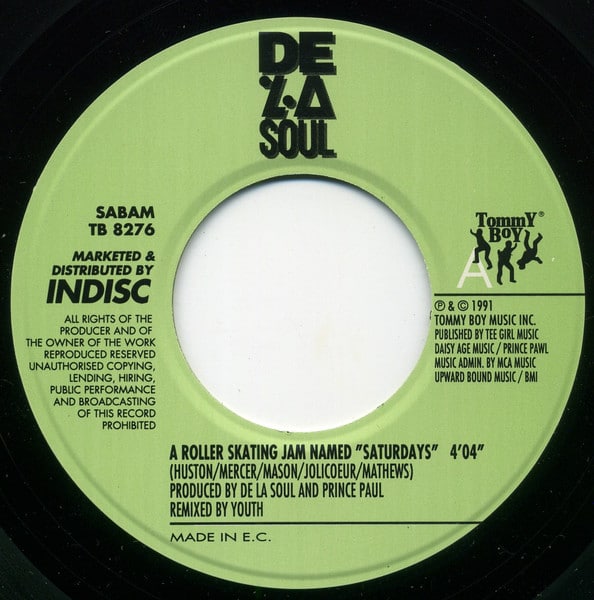 DE
LA
SOUL
SABAM
TB 8276
MARKETED &
DISTRIBUTED BY
INDISC
ALL RIGHTS OF THE
PRODUCER AND OF
THE OWNER OF THE WORK
REPRODUCED RESERVED
UNAUTHORISED COPYING,
LENDING, HIRING,
PUBLIC PERFORMANCE
AND BROADCASTING
OF THIS RECORD
PROHIBITED
TOMMY®
BOY
A
℗ & © 1991
TOMMY BOY MUSIC INC.
PUBLISHED BY TEE GIRL MUSIC
DAISY AGE MUSIC / PRINCE PAWL
MUSIC ADMIN. BY MCA MUSIC
UPWARD BOUND MUSIC / BMI
A ROLLER SKATING JAM NAMED "SATURDAYS" 4'04"
(HUSTON/MERCER/MASON/JOLICOEUR/MATHEWS)
PRODUCED BY DE LA SOUL AND PRINCE PAUL
REMIXED BY YOUTH
MADE IN E.C.